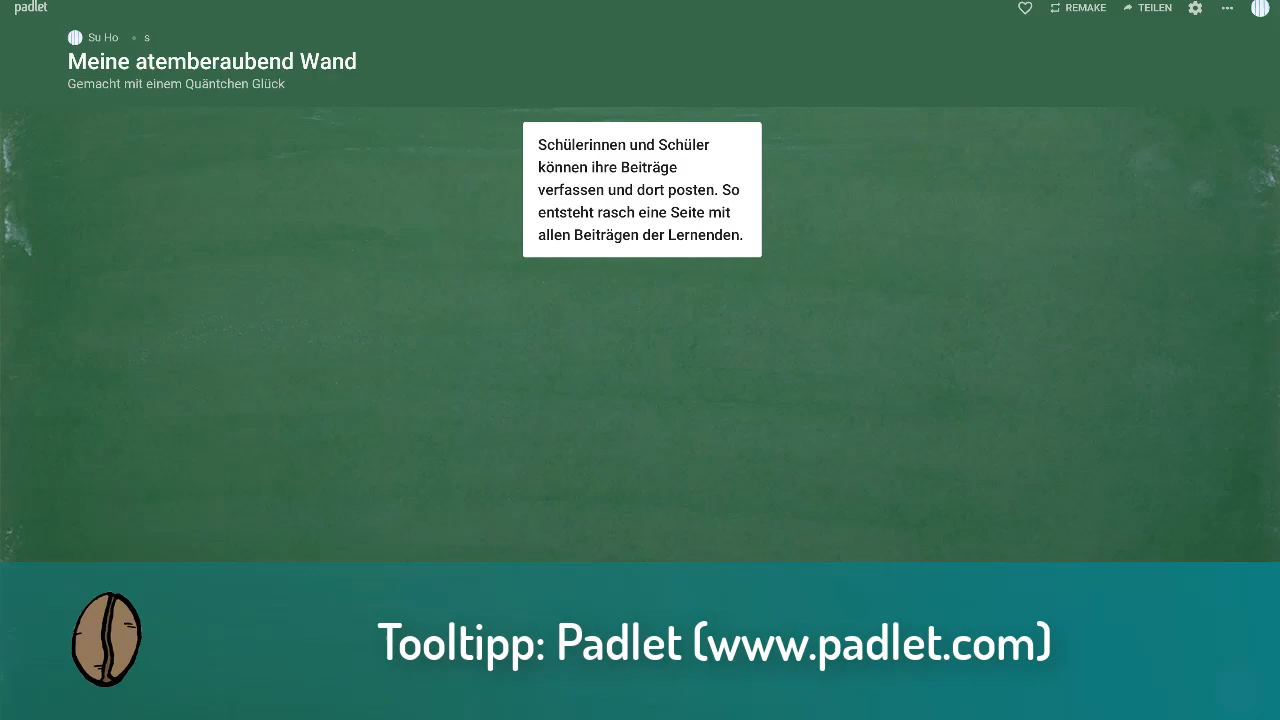 padlet
REMAKE
TEILEN
Su Ho • s
Meine atemberaubend Wand
Gemacht mit einem Quäntchen Glück
Schülerinnen und Schüler
können ihre Beiträge
verfassen und dort posten. So
entsteht rasch eine Seite mit
allen Beiträgen der Lernenden.
Tooltipp: Padlet (www.padlet.com)